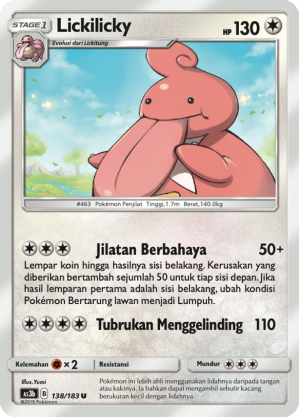 STAGE 1
Lickilicky
HP 130
Evolusi dari Lickitung
#463 Pokémon Penjilat Tinggi,1.7m Berat,140.0kg
Jilatan Berbahaya 50+
Lempar koin hingga hasilnya sisi belakang. Kerusakan yang
diberikan bertambah sejumlah 50 untuk tiap sisi depan. Jika
hasil lemparan pertama adalah sisi belakang, ubah kondisi
Pokémon Bertarung lawan menjadi Lumpuh.
Tubrukan Menggelinding 110
Kelemahan ×2 Resistansi Mundur
Illus.Yumi
AS3b B 138/183 U
©2019 Pokémon
Pokémon ini lebih ahli menggunakan lidahnya daripada tangan
atau kakinya, ia bahkan dapat mengambil sebutir kacang
menggunakan lidahnya dengan cekatan.